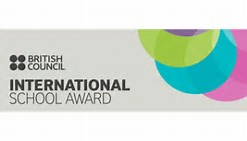 BRITISH
COUNCIL
INTERNATIONAL
SCHOOL AWARD